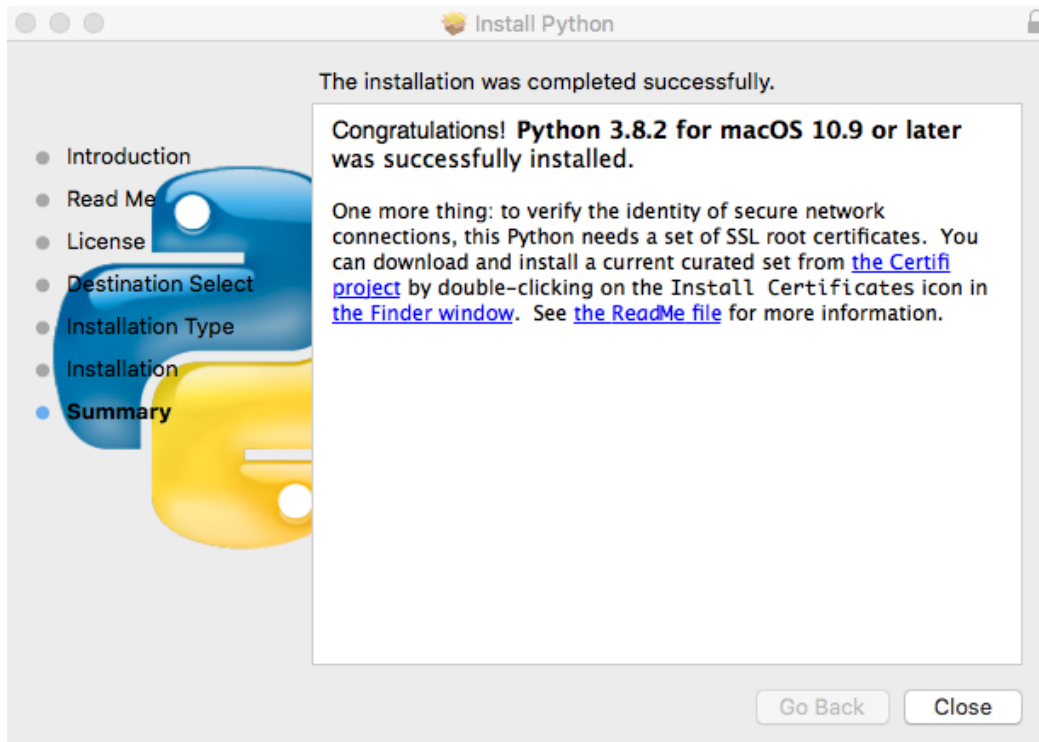 Install Python
The installation was completed successfully.
Introduction
Read Me
License
Destination Select
Installation Type
Installation
Summary
Congratulations! Python 3.8.2 for macOS 10.9 or later
was successfully installed.
One more thing: to verify the identity of secure network
connections, this Python needs a set of SSL root certificates. You
can download and install a current curated set from the Certifi
project by double-clicking on the Install Certificates icon in
the Finder window. See the ReadMe file for more information.
Go Back
Close